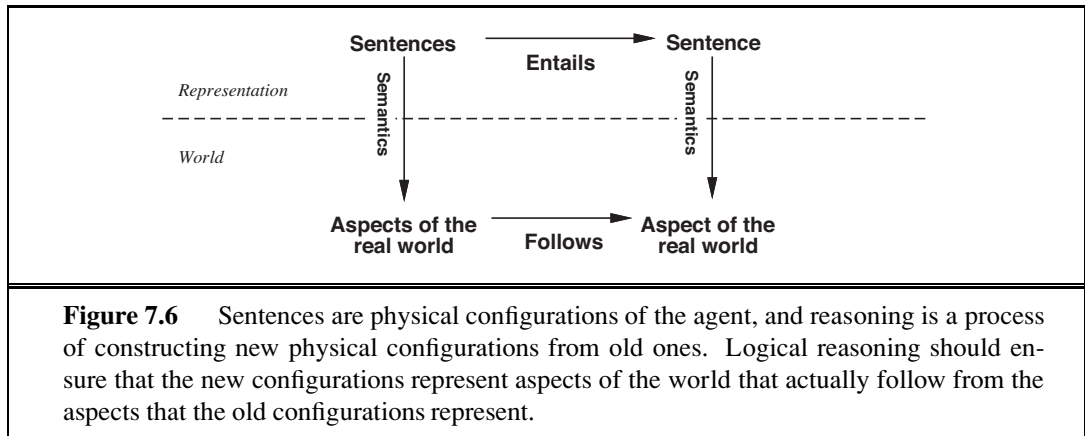 Sentences
Sentence
Entails
Semantics
Semantics
Representation
World
Aspects of the
real world
Follows
Aspect of the
real world
Figure 7.6 Sentences are physical configurations of the agent, and reasoning is a process
of constructing new physical configurations from old ones. Logical reasoning should en-
sure that the new configurations represent aspects of the world that actually follow from the
aspects that the old configurations represent.